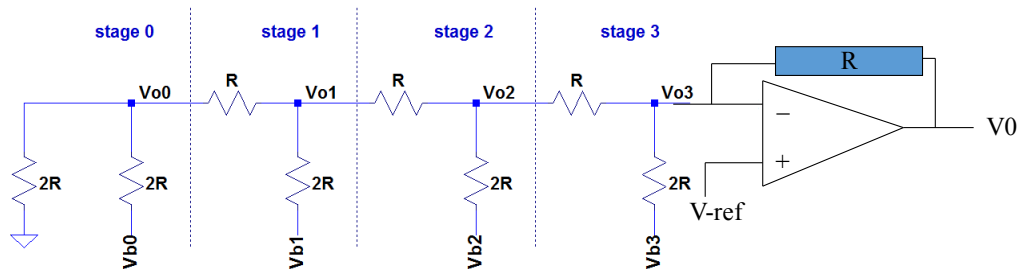 stage 0
stage 1
stage 2
stage 3
R
R
R
R
Vo0
Vo1
Vo2
Vo3
−
+
V0
2R
2R
2R
2R
2R
V-ref
Vb0
Vb1
Vb2
Vb3